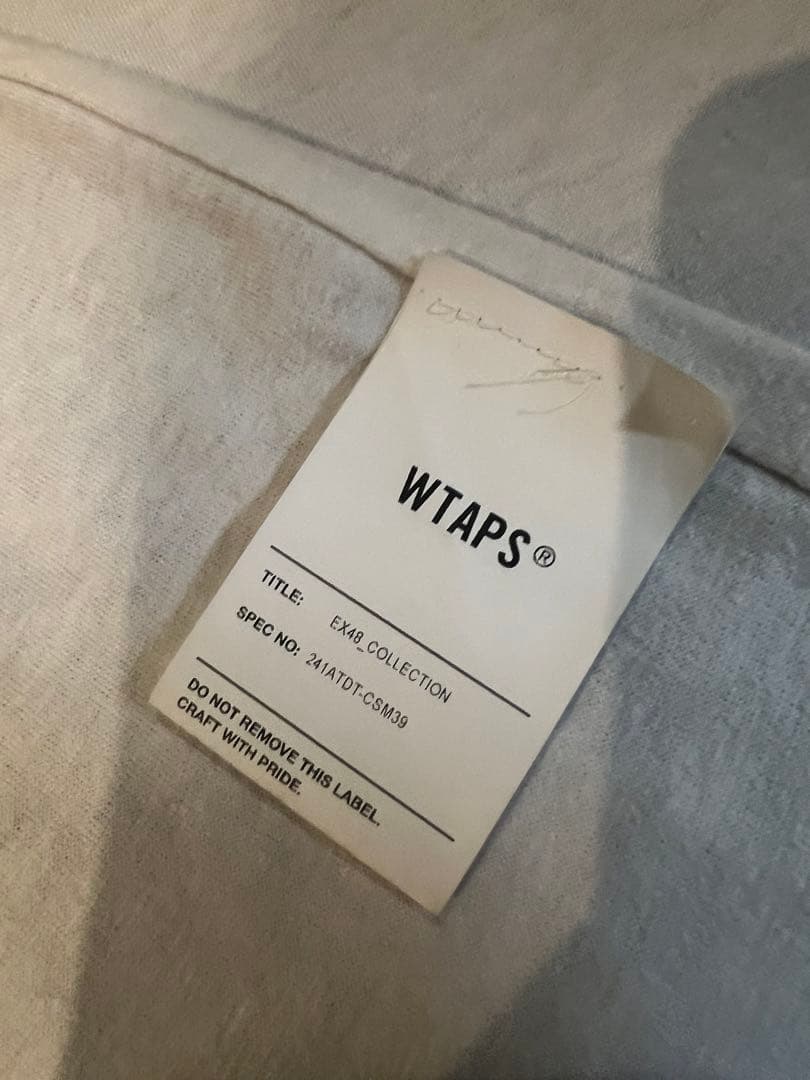 WTAPS®
TITLE: EX48_COLLECTION
SPEC NO: 241ATDT-CSM39
DO NOT REMOVE THIS LABEL.
CRAFT WITH PRIDE.